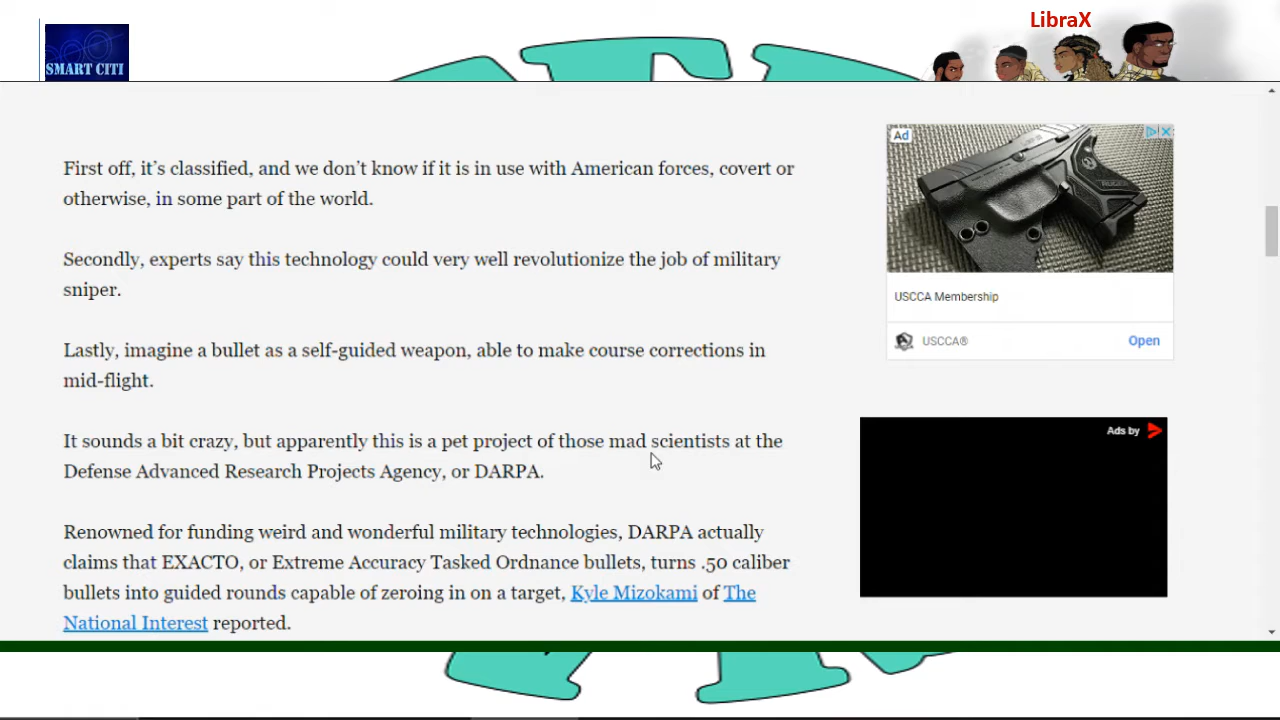 LibraX
SMART CITI
First off, it's classified, and we don't know if it is in use with American forces, covert or
otherwise, in some part of the world.
Secondly, experts say this technology could very well revolutionize the job of military
sniper.
Lastly, imagine a bullet as a self-guided weapon, able to make course corrections in
mid-flight.
It sounds a bit crazy, but apparently this is a pet project of those mad scientists at the
Defense Advanced Research Projects Agency, or DARPA.
Renowned for funding weird and wonderful military technologies, DARPA actually
claims that EXACTO, or Extreme Accuracy Tasked Ordnance bullets, turns .50 caliber
bullets into guided rounds capable of zeroing in on a target, Kyle Mizokami of The
National Interest reported.
Ad
RUGER
USCCA Membership
USCCA®
Open
Ads by